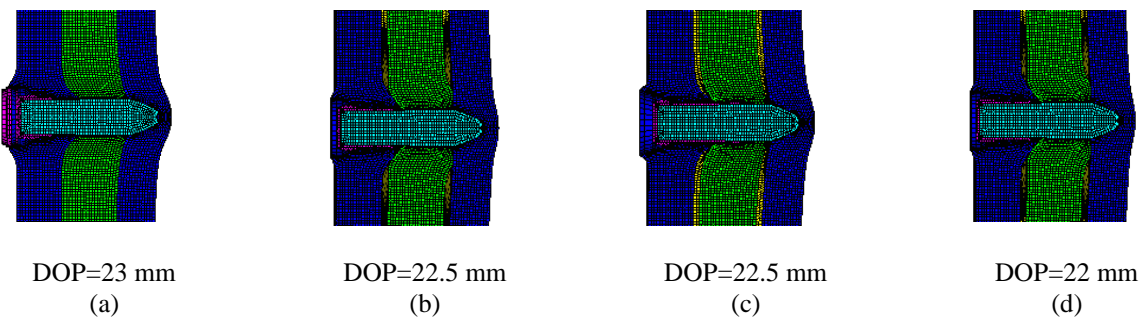 DOP=23 mm
(a)
DOP=22.5 mm
(b)
DOP=22.5 mm
(c)
DOP=22 mm
(d)